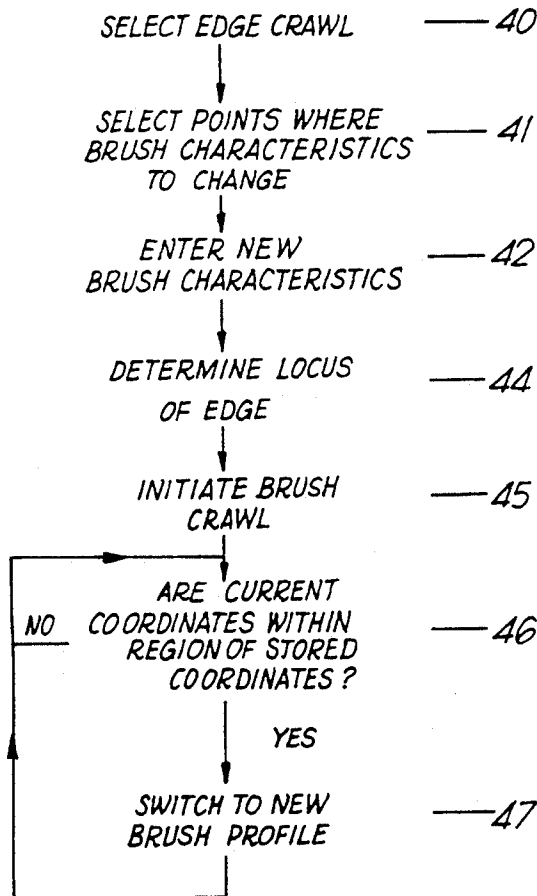 SELECT EDGE CRAWL — 40
SELECT POINTS WHERE
BRUSH CHARACTERISTICS — 41
TO CHANGE
ENTER NEW — 42
BRUSH CHARACTERISTICS
DETERMINE LOCUS — 44
OF EDGE
INITIATE BRUSH — 45
CRAWL
ARE CURRENT
NO COORDINATES WITHIN — 46
REGION OF STORED
COORDINATES?
YES
SWITCH TO NEW — 47
BRUSH PROFILE